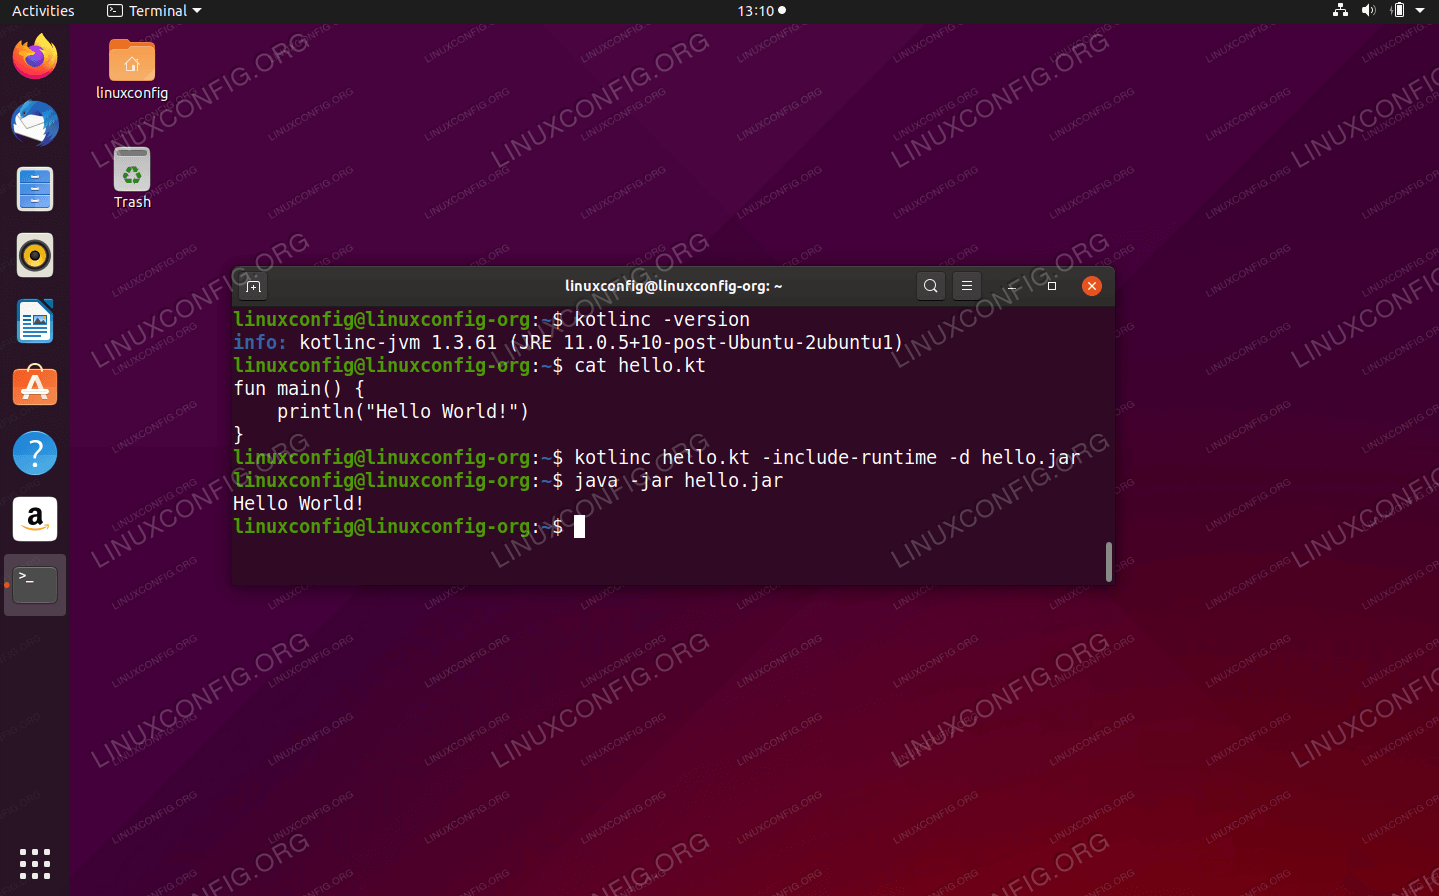 Activities Terminal 13:10
linuxconfig
Trash
linuxconfig@linuxconfig-org: ~
linuxconfig@linuxconfig-org:~$ kotlinc -version
info: kotlinc-jvm 1.3.61 (JRE 11.0.5+10-post-Ubuntu-2ubuntu1)
linuxconfig@linuxconfig-org:~$ cat hello.kt
fun main() {
    println("Hello World!")
}
linuxconfig@linuxconfig-org:~$ kotlinc hello.kt -include-runtime -d hello.jar
linuxconfig@linuxconfig-org:~$ java -jar hello.jar
Hello World!
linuxconfig@linuxconfig-org:~$
LINUXCONFIG.ORG